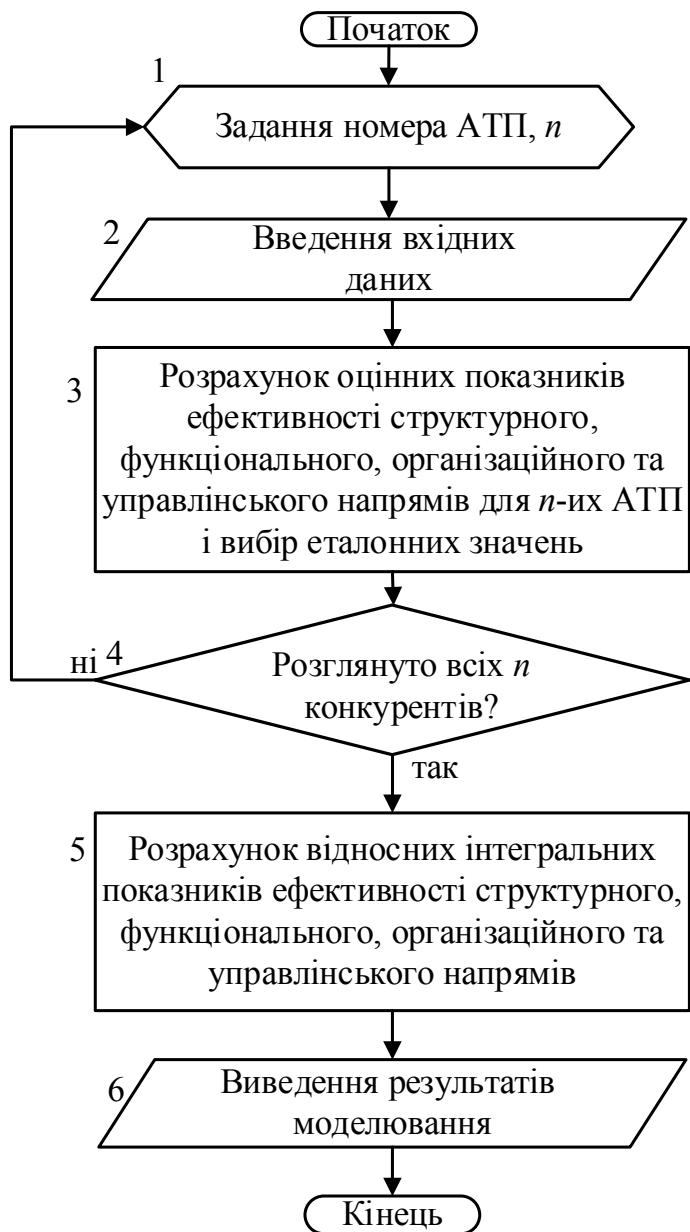 Початок
1
Задання номера АТП, n
2
Введення вхідних
даних
3
Розрахунок оцінних показників
ефективності структурного,
функціонального, організаційного та
управлінського напрямів для n-их АТП
і вибір еталонних значень
ні 4
Розглянуто всіх n
конкурентів?
так
5
Розрахунок відносних інтегральних
показників ефективності структурного,
функціонального, організаційного та
управлінського напрямів
6
Виведення результатів
моделювання
Кінець